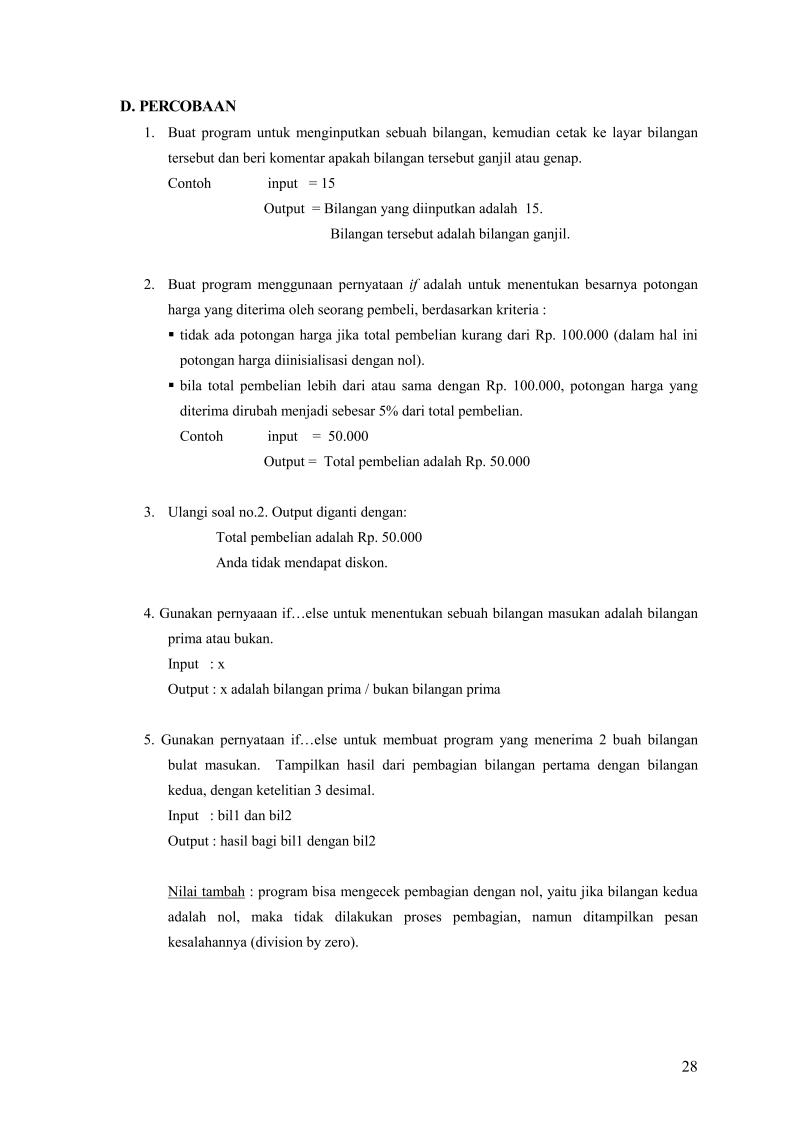 D. PERCOBAAN
1. Buat program untuk menginputkan sebuah bilangan, kemudian cetak ke layar bilangan
tersebut dan beri komentar apakah bilangan tersebut ganjil atau genap.
Contoh input = 15
Output = Bilangan yang diinputkan adalah 15.
Bilangan tersebut adalah bilangan ganjil.
2. Buat program menggunaan pernyataan if adalah untuk menentukan besarnya potongan
harga yang diterima oleh seorang pembeli, berdasarkan kriteria :
▪ tidak ada potongan harga jika total pembelian kurang dari Rp. 100.000 (dalam hal ini
potongan harga diinisialisasi dengan nol).
▪ bila total pembelian lebih dari atau sama dengan Rp. 100.000, potongan harga yang
diterima dirubah menjadi sebesar 5% dari total pembelian.
Contoh input = 50.000
Output = Total pembelian adalah Rp. 50.000
3. Ulangi soal no.2. Output diganti dengan:
Total pembelian adalah Rp. 50.000
Anda tidak mendapat diskon.
4. Gunakan pernyaaan if…else untuk menentukan sebuah bilangan masukan adalah bilangan
prima atau bukan.
Input : x
Output : x adalah bilangan prima / bukan bilangan prima
5. Gunakan pernyataan if…else untuk membuat program yang menerima 2 buah bilangan
bulat masukan. Tampilkan hasil dari pembagian bilangan pertama dengan bilangan
kedua, dengan ketelitian 3 desimal.
Input : bil1 dan bil2
Output : hasil bagi bil1 dengan bil2
Nilai tambah : program bisa mengecek pembagian dengan nol, yaitu jika bilangan kedua
adalah nol, maka tidak dilakukan proses pembagian, namun ditampilkan pesan
kesalahannya (division by zero).
28